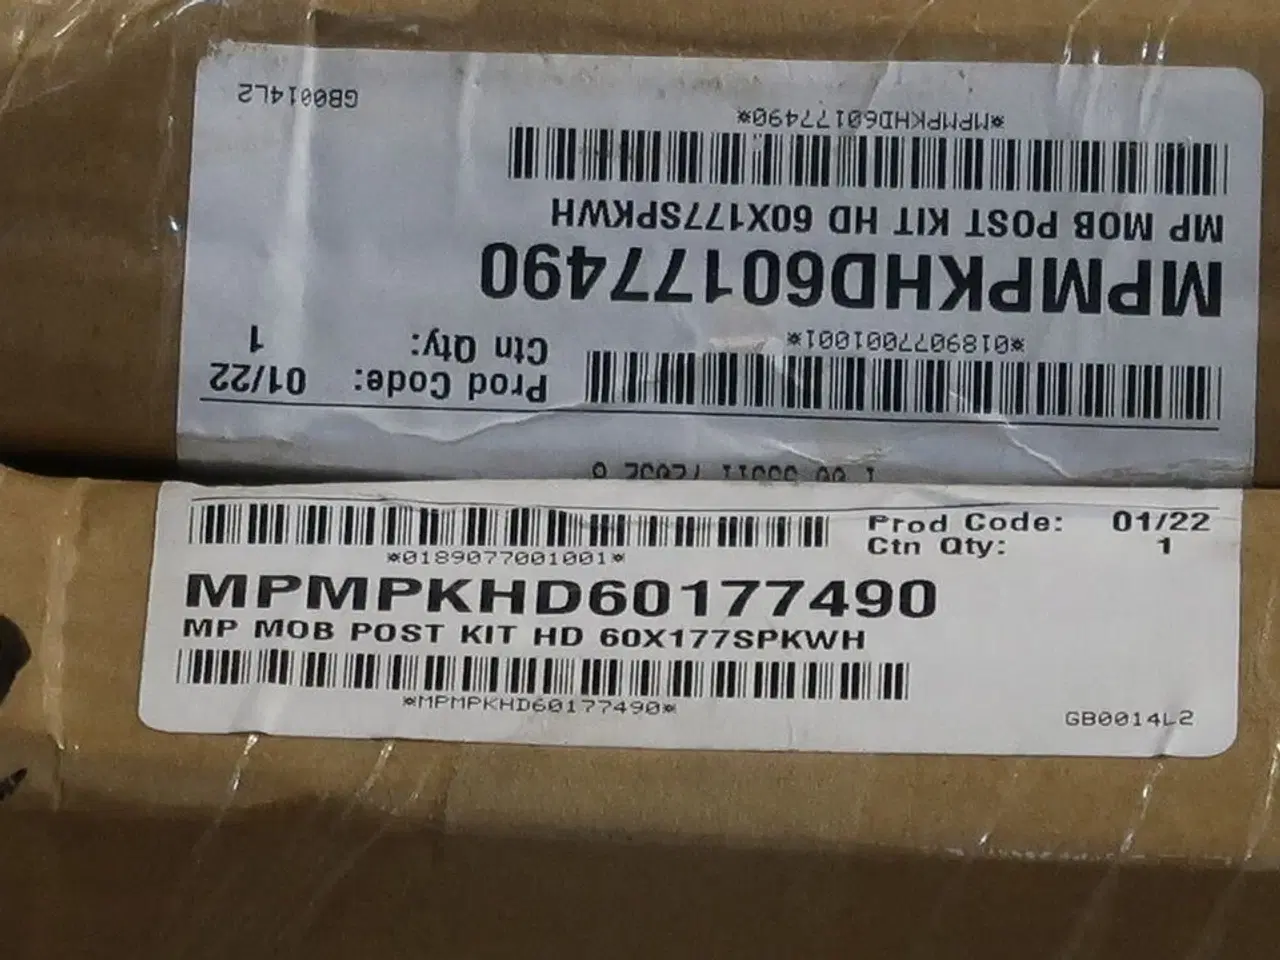 GB0014L2
*MPMPKHD60177490*
MP MOB POST KIT HD 60X177SPKWH
MPMPKHD60177490
*0189077001001*
Ctn Qty: 1
Prod Code: 01/22
Prod Code: 01/22
Ctn Qty: 1
*0189077001001*
MPMPKHD60177490
MP MOB POST KIT HD 60X177SPKWH
*MPMPKHD60177490*
GB0014L2